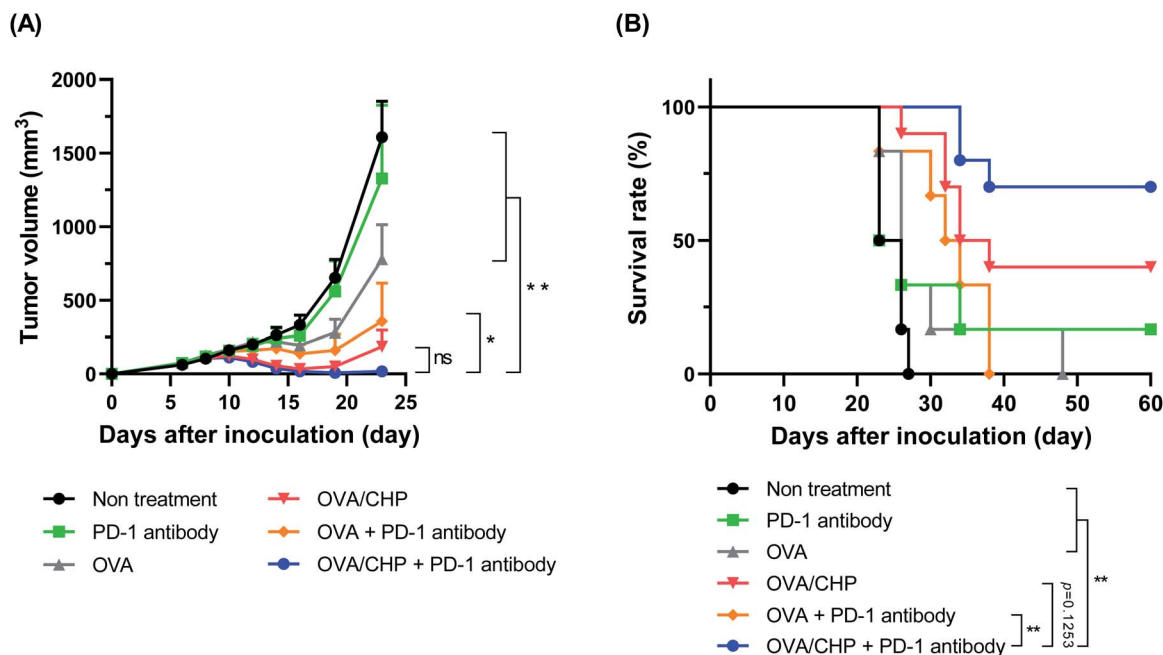 (A)
Tumor volume (mm³)
2000
1500
1000
500
0
0 5 10 15 20 25
Days after inoculation (day)
ns
*
**
Non treatment
PD-1 antibody
OVA
OVA/CHP
OVA + PD-1 antibody
OVA/CHP + PD-1 antibody
(B)
Survival rate (%)
100
50
0
0 20 30 40 50 60
Days after inoculation (day)
Non treatment
PD-1 antibody
OVA
OVA/CHP
OVA + PD-1 antibody
OVA/CHP + PD-1 antibody
**
p=0.1253
**